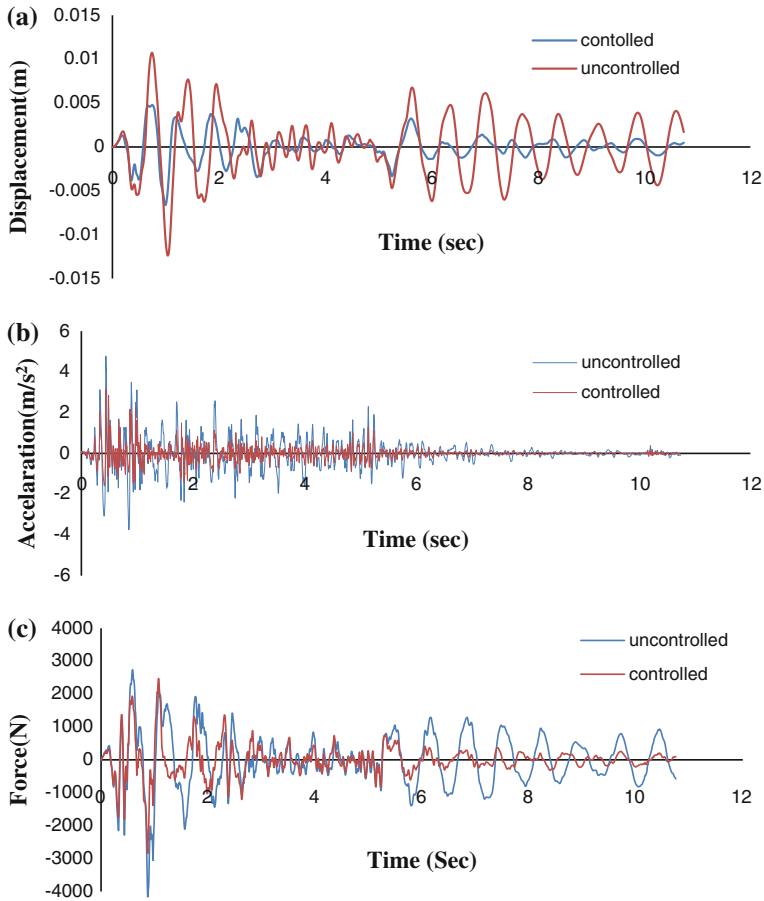 (a)
0.015
0.01
0.005
0
-0.005
-0.01
-0.015
Displacement(m)
0 2 4 6 8 10 12
Time (sec)
contolled
uncontrolled
(b)
6
4
2
0
-2
-4
-6
Accelaration(m/s²)
0 2 4 6 8 10 12
Time (sec)
uncontrolled
controlled
(c)
4000
3000
2000
1000
0
-1000
-2000
-3000
-4000
Force(N)
0 2 4 6 8 10 12
Time (Sec)
uncontrolled
controlled